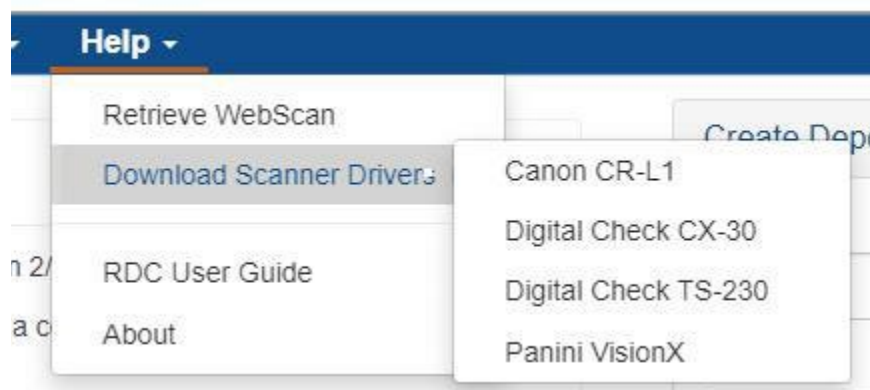 Help
Retrieve WebScan
Download Scanner Drivers
RDC User Guide
About
Canon CR-L1
Digital Check CX-30
Digital Check TS-230
Panini VisionX
Create
n 2/
a c